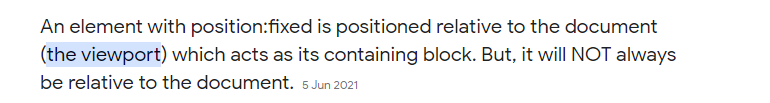 An element with position:fixed is positioned relative to the document
(the viewport) which acts as its containing block. But, it will NOT always
be relative to the document. 5 Jun 2021